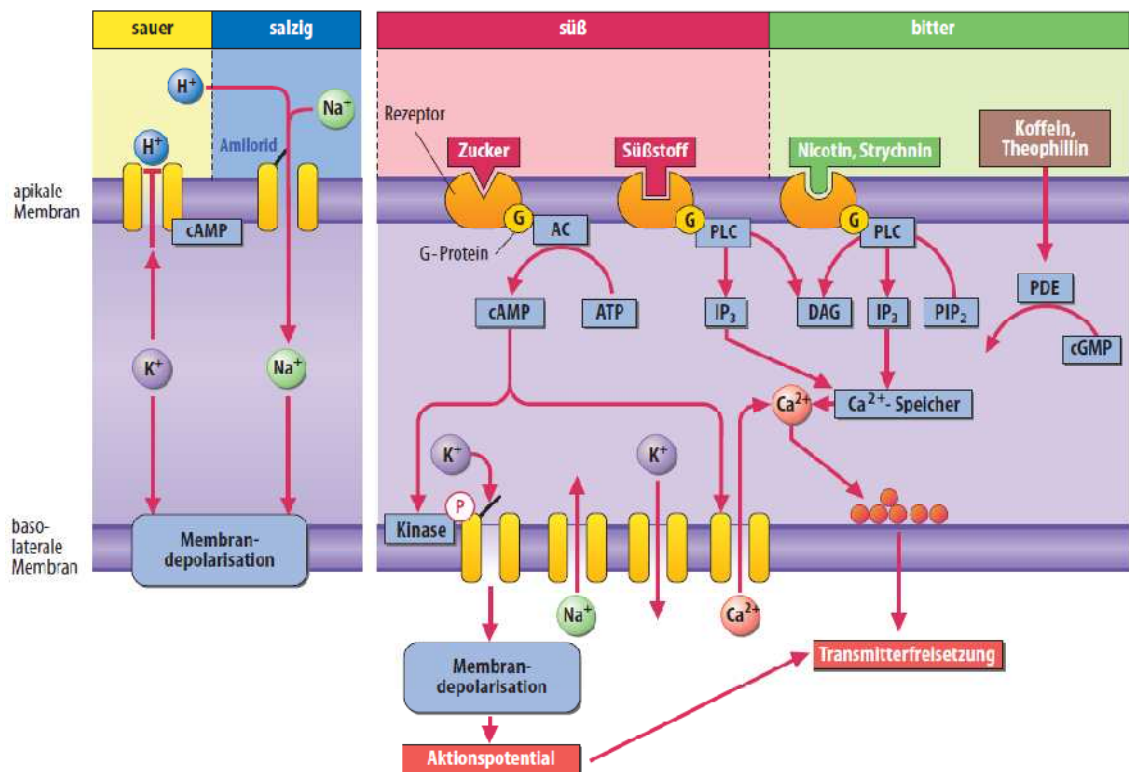 sauer
salzig
süß
bitter
H⁺
Na⁺
H⁺
Amilorid
Rezeptor
Zucker
Süßstoff
Nicotin, Strychnin
Koffein,
Theophillin
apikale
Membran
cAMP
G
AC
G
PLC
G
PLC
G-Protein
cAMP
ATP
IP₃
DAG
IP₃
PIP₂
PDE
cGMP
K⁺
Na⁺
Ca²⁺
Ca²⁺-Speicher
K⁺
K⁺
P
Kinase
baso-
laterale
Membran
Membran-
depolarisation
Na⁺
Ca²⁺
Membran-
depolarisation
Transmitterfreisetzung
Aktionspotential